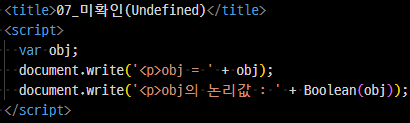 <title>07_미확인(Undefined)</title>
<script>
var obj;
document.write('<p>obj = ' + obj);
document.write('<p>obj의 논리값 : ' + Boolean(obj));
</script>